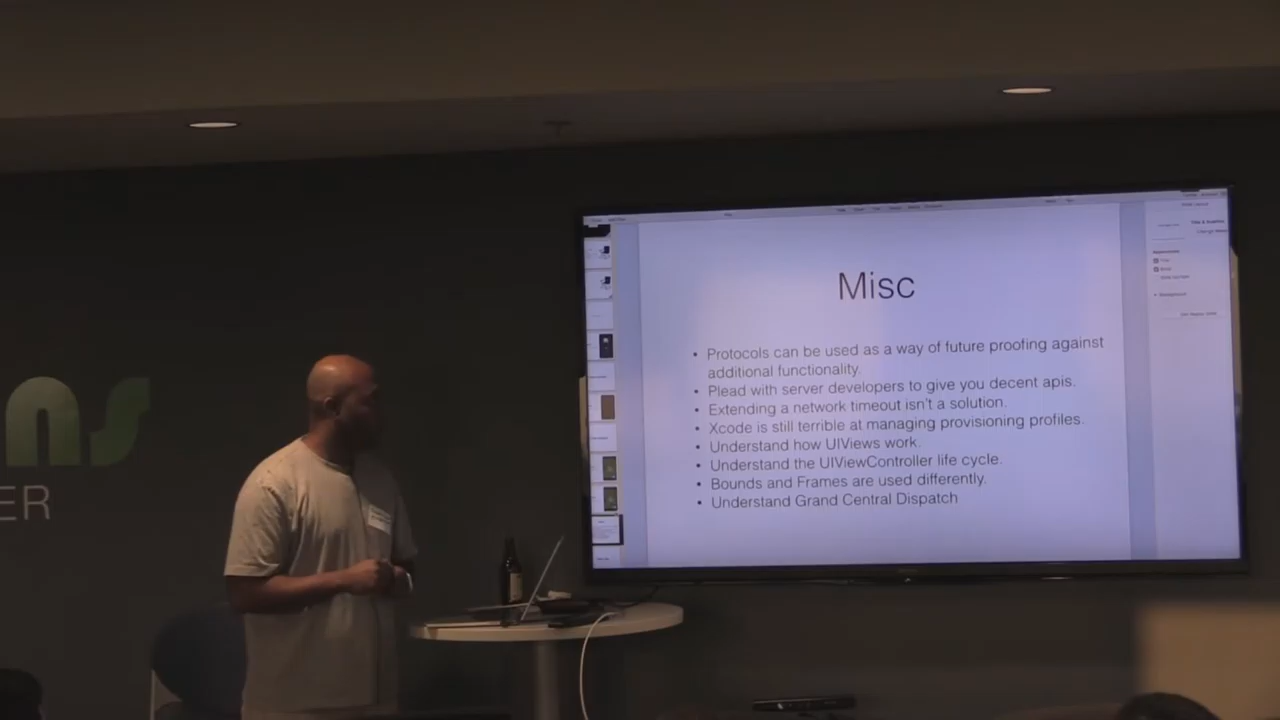 ns
ER
Misc
• Protocols can be used as a way of future proofing against
additional functionality.
• Plead with server developers to give you decent apis.
• Extending a network timeout isn't a solution.
• Xcode is still terrible at managing provisioning profiles.
• Understand how UIViews work.
• Understand the UIViewController life cycle.
• Bounds and Frames are used differently.
• Understand Grand Central Dispatch